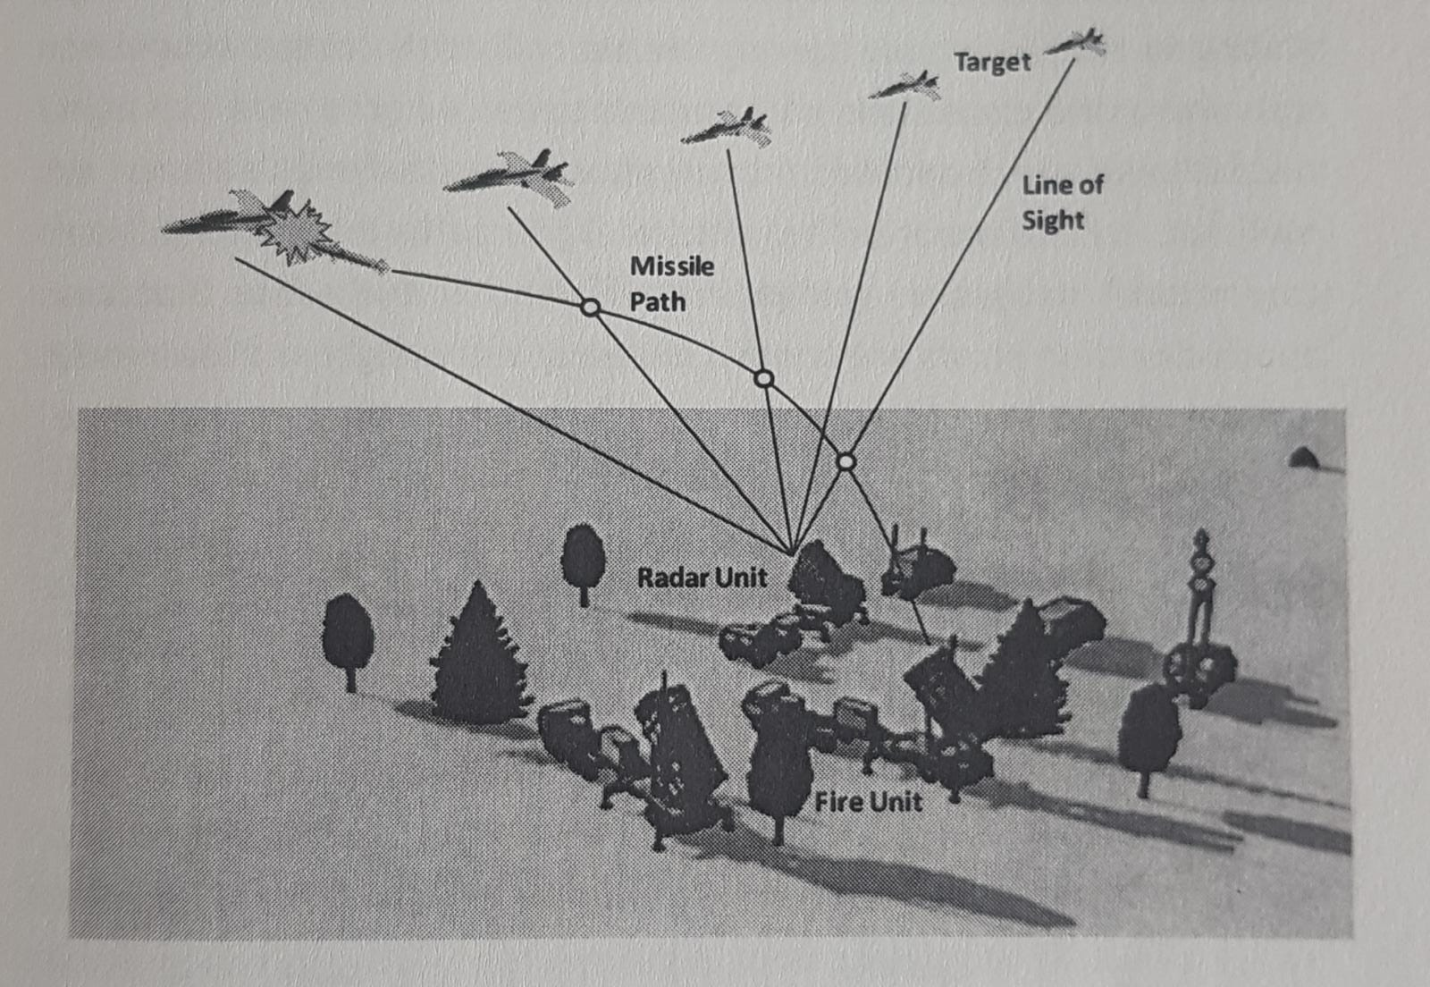 Target
Line of
Sight
Missile
Path
Radar Unit
Fire Unit